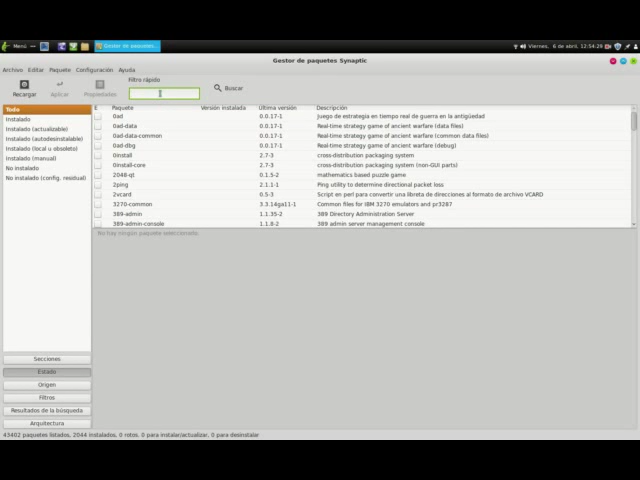 Menú
Gestor de paquetes...
Viernes, 6 de abril, 12:54:28
Gestor de paquetes Synaptic
Archivo Editar Paquete Configuración Ayuda
Recargar Aplicar Propiedades Filtro rápido Buscar
Todo
Instalado
Instalado (actualizable)
Instalado (autodesinstalable)
Instalado (local u obsoleto)
Instalado (manual)
No instalado
No instalado (config. residual)
E Paquete Versión instalada Última versión Descripción
0ad 0.0.17-1 juego de estrategia en tiempo real de guerra en la antigüedad
0ad-data 0.0.17-1 Real-time strategy game of ancient warfare (data files)
0ad-data-common 0.0.17-1 Real-time strategy game of ancient warfare (common data files)
0ad-dbg 0.0.17-1 Real-time strategy game of ancient warfare (debug)
0install 2.7-3 cross-distribution packaging system
0install-core 2.7-3 cross-distribution packaging system (non-GUI parts)
2048-qt 0.1.5-2 mathematics based puzzle game
2ping 2.1.1-1 Ping utility to determine directional packet loss
2vcard 0.5-3 Script en perl para convertir una libreta de direcciones al formato de archivo VCARD
3270-common 3.3.14ga11-1 Common files for IBM 3270 emulators and pr3287
389-admin 1.1.35-2 389 Directory Administration Server
389-admin-console 1.1.8-2 389 admin server management console
No hay ningún paquete seleccionado.
Secciones
Estado
Origen
Filtros
Resultados de la búsqueda
Arquitectura
43402 paquetes listados, 2044 instalados, 0 rotos. 0 para instalar/actualizar, 0 para desinstalar